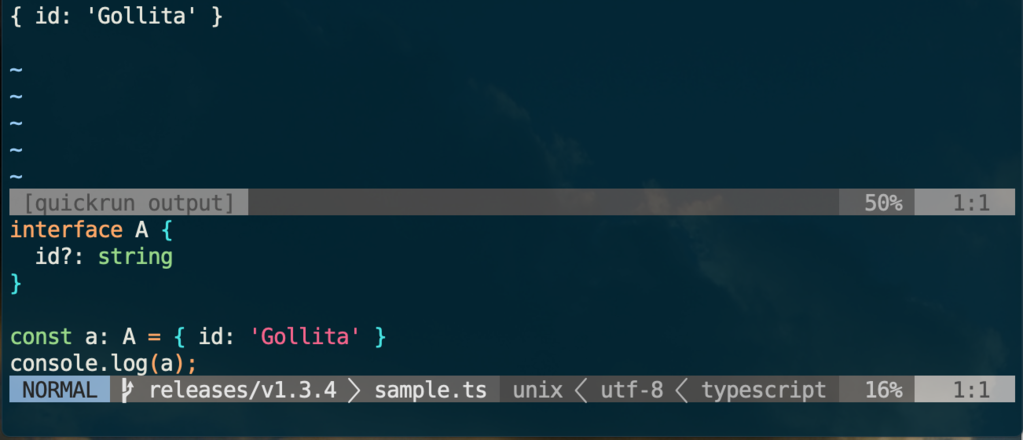 { id: 'Gollita' }
~
~
~
~
~
[quickrun output] 50% 1:1
interface A {
  id?: string
}
const a: A = { id: 'Gollita' }
console.log(a);
NORMAL releases/v1.3.4 sample.ts unix utf-8 typescript 16% 1:1